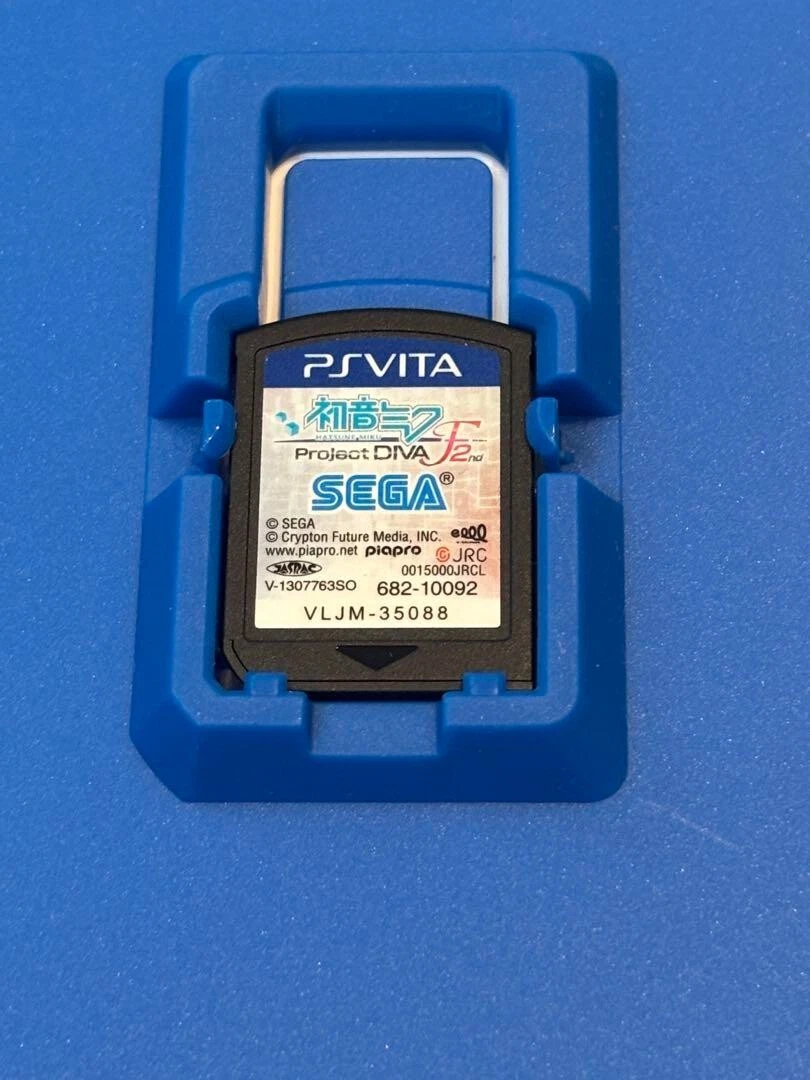 PSVITA
初音ミク
HATSUNE MIKU
Project DIVA F 2nd
SEGA®
© SEGA
© Crypton Future Media, INC.
www.piapro.net piapro JRC
JASRAC 0015000JRCL
V-1307763SO 682-10092
VLJM-35088